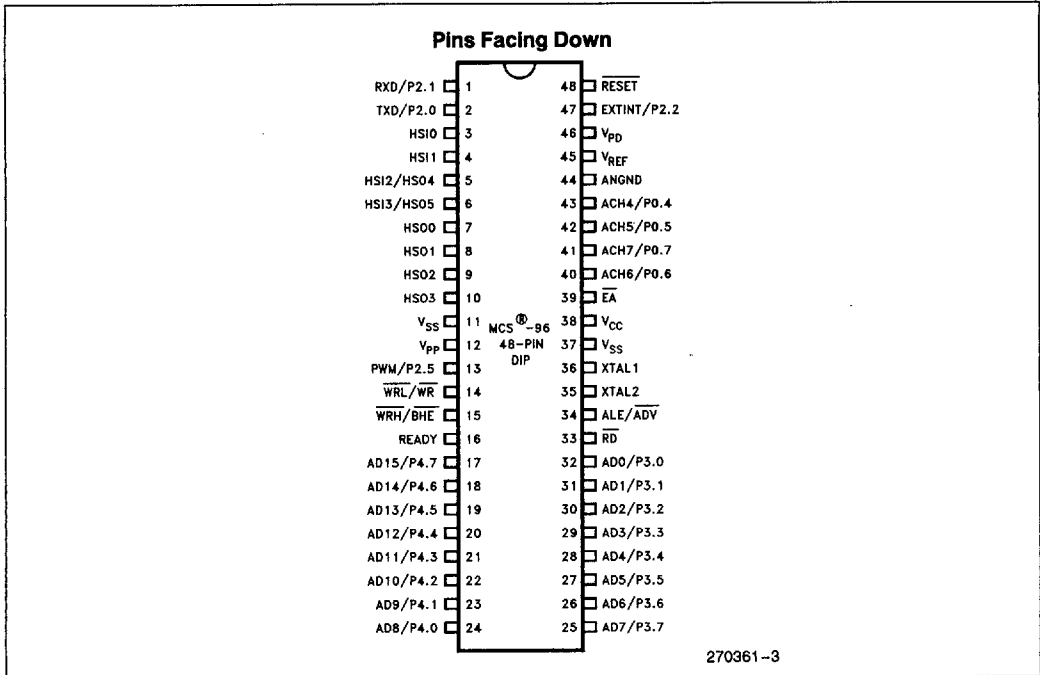 Pins Facing Down
RXD/P2.1 1 48 RESET
TXD/P2.0 2 47 EXTINT/P2.2
HSI0 3 46 VPD
HSI1 4 45 VREF
HSI2/HSO4 5 44 ANGND
HSI3/HSO5 6 43 ACH4/P0.4
HSO0 7 42 ACH5/P0.5
HSO1 8 41 ACH7/P0.7
HSO2 9 40 ACH6/P0.6
HSO3 10 39 EA
VSS 11 MCS®-96 38 VCC
VPP 12 48-PIN 37 VSS
DIP
PWM/P2.5 13 36 XTAL1
WRL/WR 14 35 XTAL2
WRH/BHE 15 34 ALE/ADV
READY 16 33 RD
AD15/P4.7 17 32 AD0/P3.0
AD14/P4.6 18 31 AD1/P3.1
AD13/P4.5 19 30 AD2/P3.2
AD12/P4.4 20 29 AD3/P3.3
AD11/P4.3 21 28 AD4/P3.4
AD10/P4.2 22 27 AD5/P3.5
AD9/P4.1 23 26 AD6/P3.6
AD8/P4.0 24 25 AD7/P3.7
270361-3